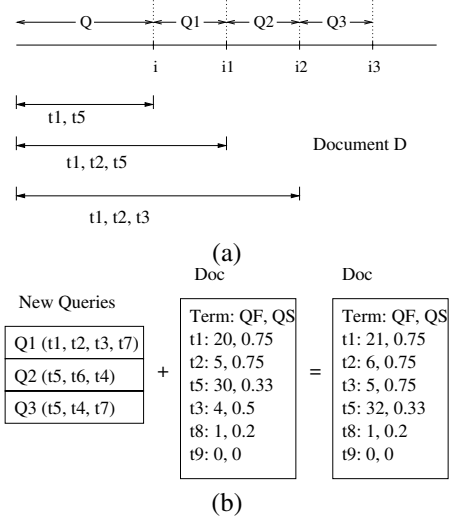 Q Q1 Q2 Q3
i i1 i2 i3
t1, t5
t1, t2, t5
Document D
t1, t2, t3
(a)
Doc Doc
New Queries
Term: QF, QS Term: QF, QS
Q1 (t1, t2, t3, t7) t1: 20, 0.75 t1: 21, 0.75
t2: 5, 0.75 t2: 6, 0.75
Q2 (t5, t6, t4) + t5: 30, 0.33 = t3: 5, 0.75
Q3 (t5, t4, t7) t3: 4, 0.5 t5: 32, 0.33
t8: 1, 0.2 t8: 1, 0.2
t9: 0, 0 t9: 0, 0
(b)